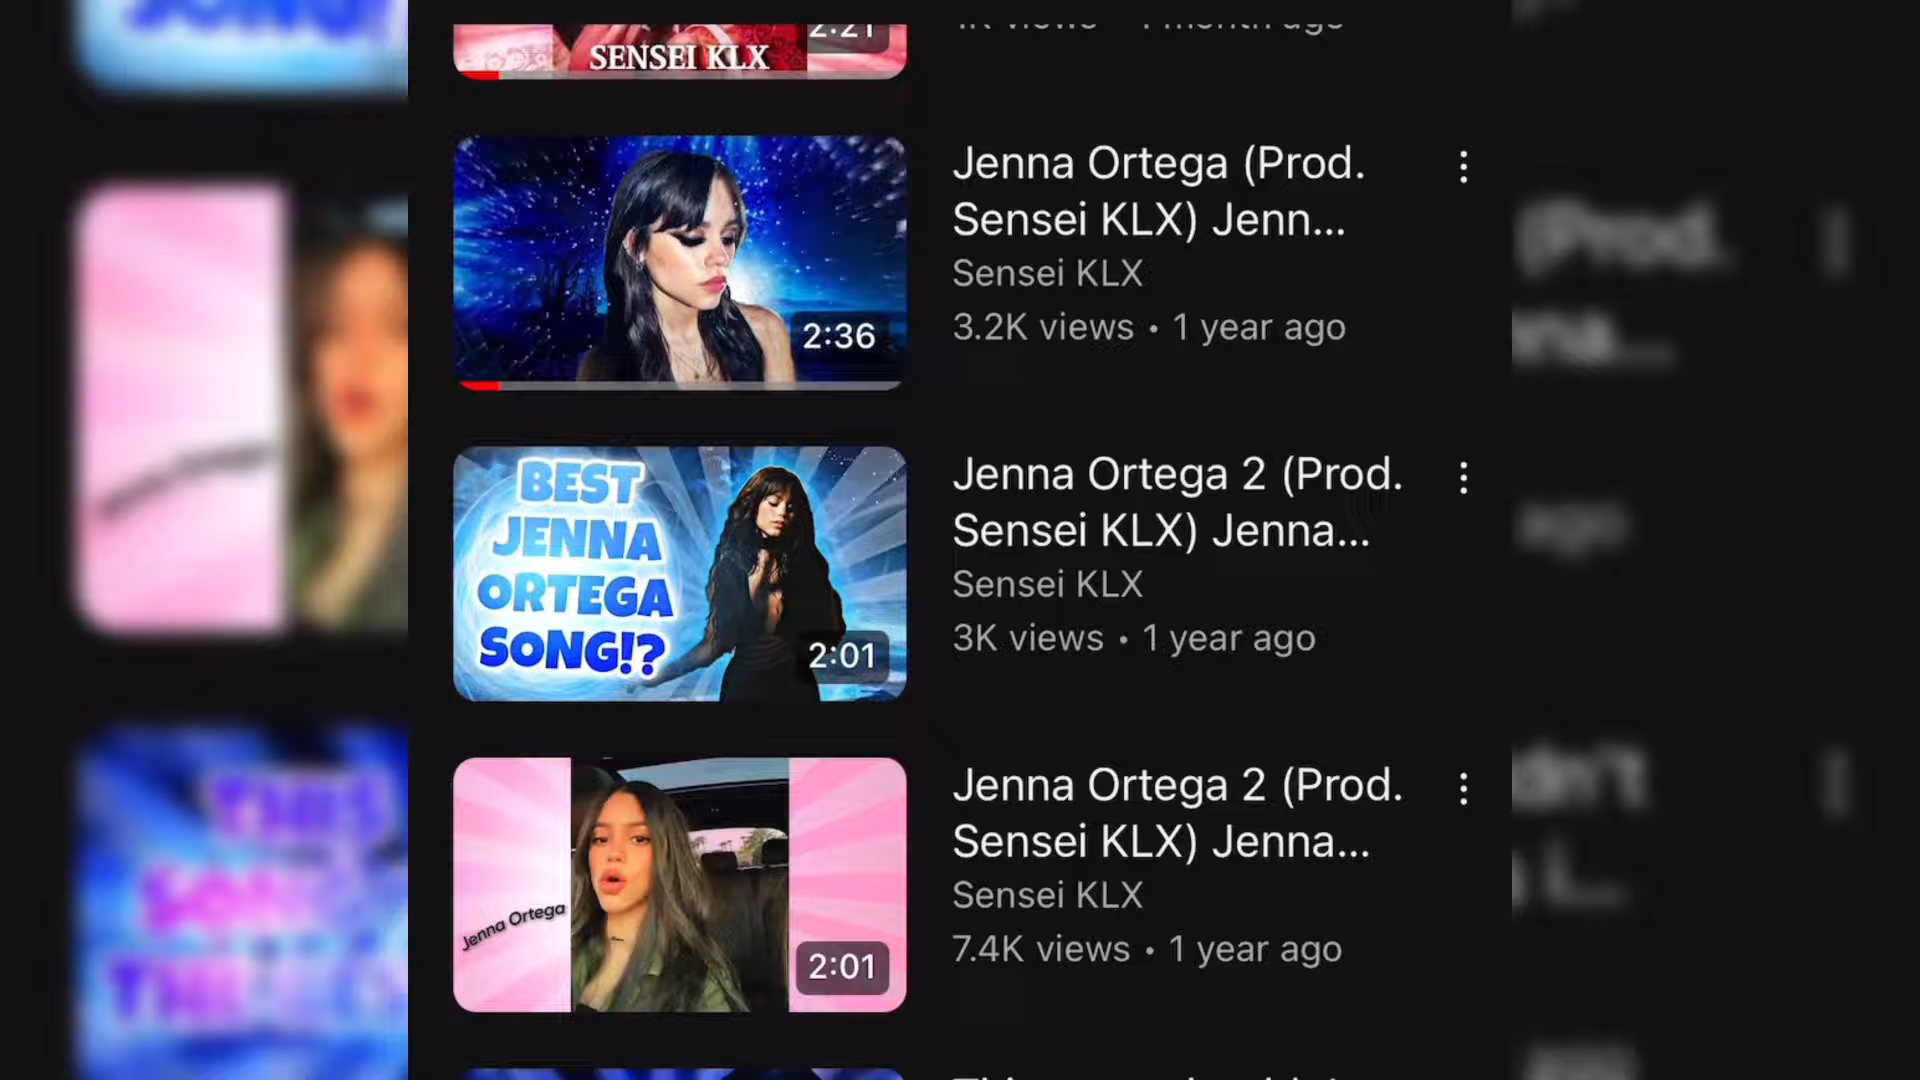 2:21
SENSEI KLX
Jenna Ortega (Prod.
Sensei KLX) Jenn...
Sensei KLX
3.2K views • 1 year ago
2:36
BEST
JENNA
ORTEGA
SONG!?
2:01
Jenna Ortega 2 (Prod.
Sensei KLX) Jenna...
Sensei KLX
3K views • 1 year ago
Jenna Ortega
2:01
Jenna Ortega 2 (Prod.
Sensei KLX) Jenna...
Sensei KLX
7.4K views • 1 year ago